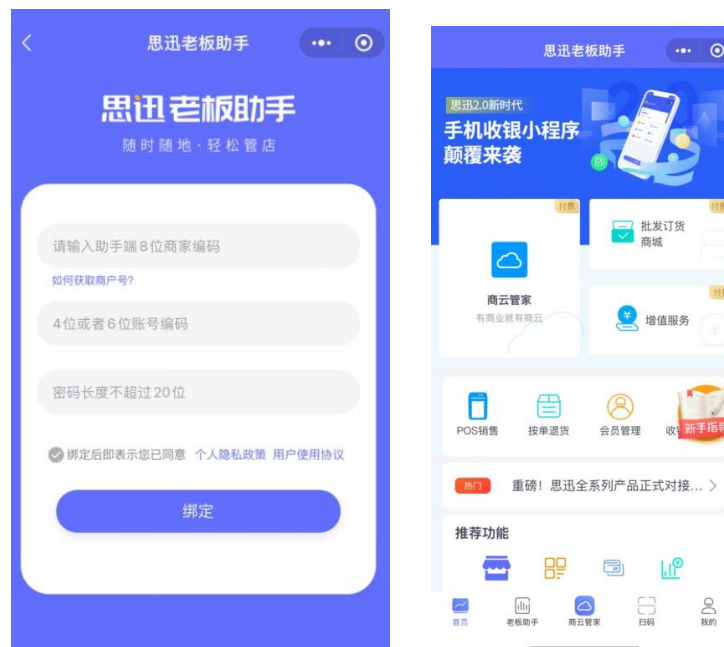 思迅老板助手
思迅老板助手
随时随地·轻松管店
请输入助手端8位商家编码
如何获取商户号?
4位或者6位账号编码
密码长度不超过20位
绑定后即表示您已同意 个人隐私政策 用户使用协议
绑定
思迅老板助手
思迅2.0新时代
手机收银小程序
颠覆来袭
付费
商云管家
有商业就有商云
批发订货
商城
增值服务
POS销售
按单退货
会员管理
新手指导
热门
重磅！思迅全系列产品正式对接...
推荐功能
首页
老板助手
商云管家
扫码
我的